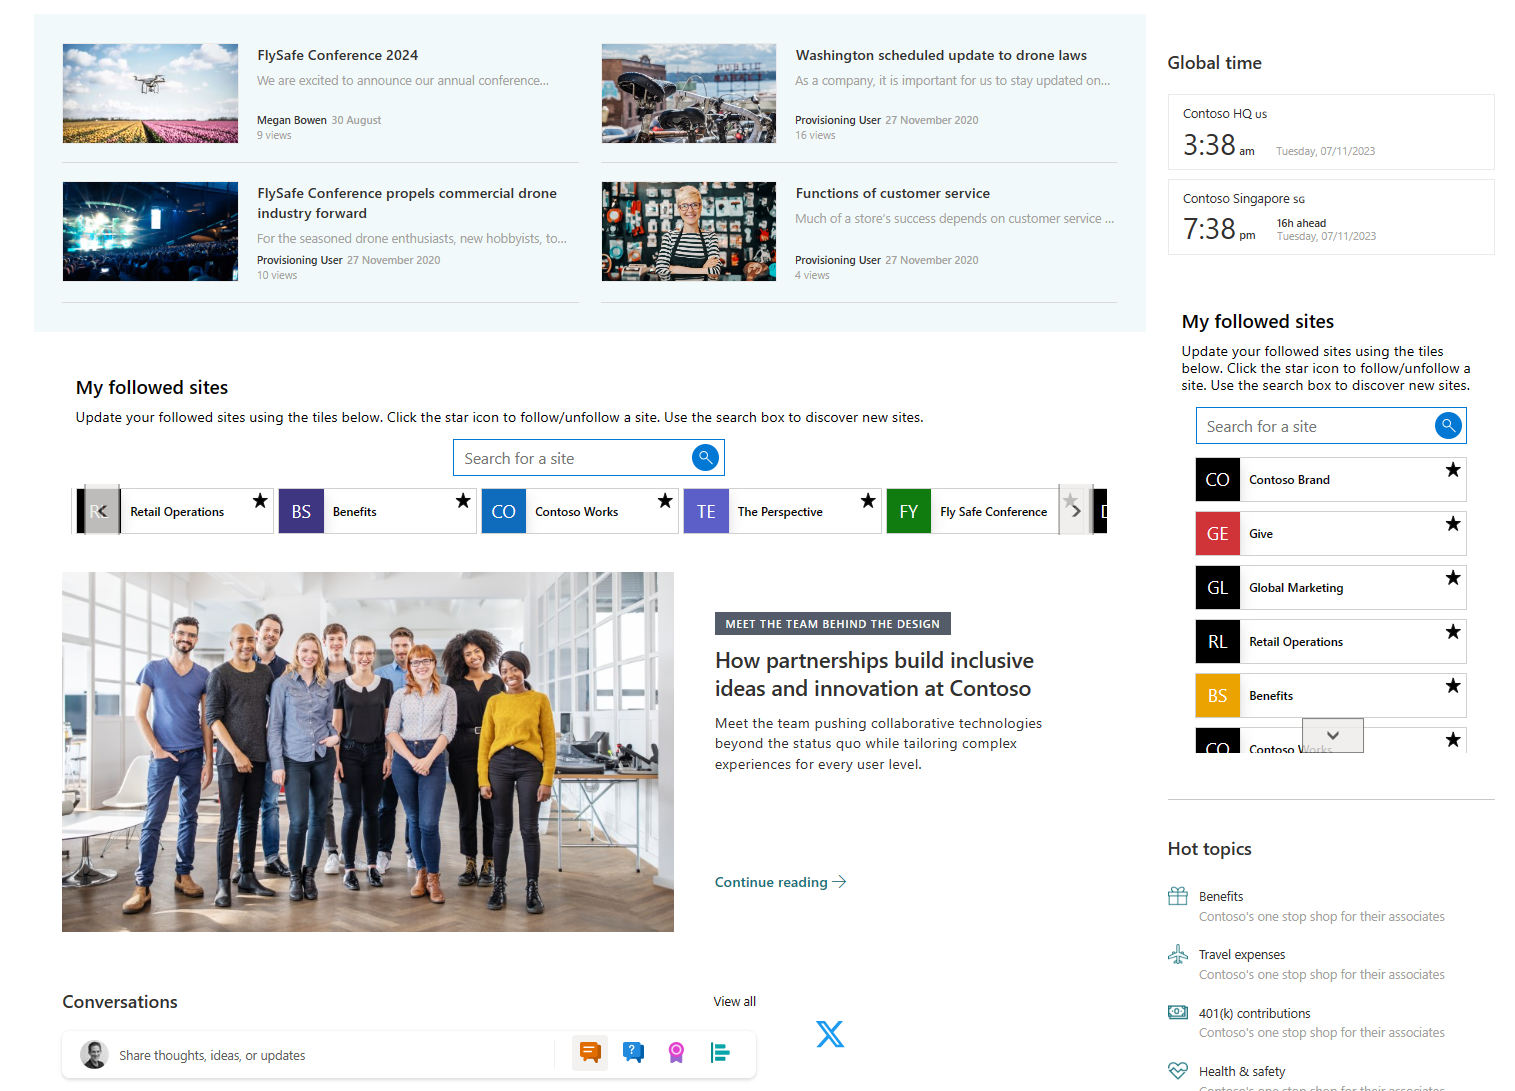 FlySafe Conference 2024
We are excited to announce our annual conference...
Megan Bowen 30 August
9 views
Washington scheduled update to drone laws
As a company, it is important for us to stay updated on...
Provisioning User 27 November 2020
16 views
FlySafe Conference propels commercial drone
industry forward
For the seasoned drone enthusiasts, new hobbyists, to...
Provisioning User 27 November 2020
10 views
Functions of customer service
Much of a store's success depends on customer service ...
Provisioning User 27 November 2020
4 views
My followed sites
Update your followed sites using the tiles below. Click the star icon to follow/unfollow a site. Use the search box to discover new sites.
Search for a site
RL Retail Operations
BS Benefits
CO Contoso Works
TE The Perspective
FY Fly Safe Conference
MEET THE TEAM BEHIND THE DESIGN
How partnerships build inclusive
ideas and innovation at Contoso
Meet the team pushing collaborative technologies
beyond the status quo while tailoring complex
experiences for every user level.
Continue reading
Conversations
View all
Share thoughts, ideas, or updates
Global time
Contoso HQ US
3:38 am Tuesday, 07/11/2023
Contoso Singapore SG
7:38 pm
16h ahead
Tuesday, 07/11/2023
My followed sites
Update your followed sites using the tiles
below. Click the star icon to follow/unfollow a
site. Use the search box to discover new sites.
Search for a site
CO Contoso Brand
GE Give
GL Global Marketing
RL Retail Operations
BS Benefits
CO Contoso Works
Hot topics
Benefits
Contoso's one stop shop for their associates
Travel expenses
Contoso's one stop shop for their associates
401(k) contributions
Contoso's one stop shop for their associates
Health & safety